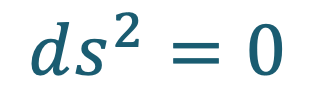 ds² = 0